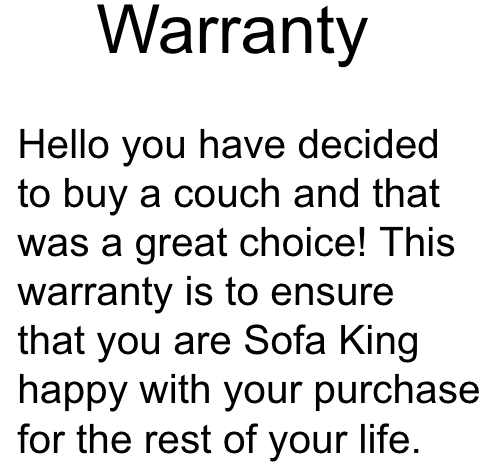 Warranty
Hello you have decided
to buy a couch and that
was a great choice! This
warranty is to ensure
that you are Sofa King
happy with your purchase
for the rest of your life.